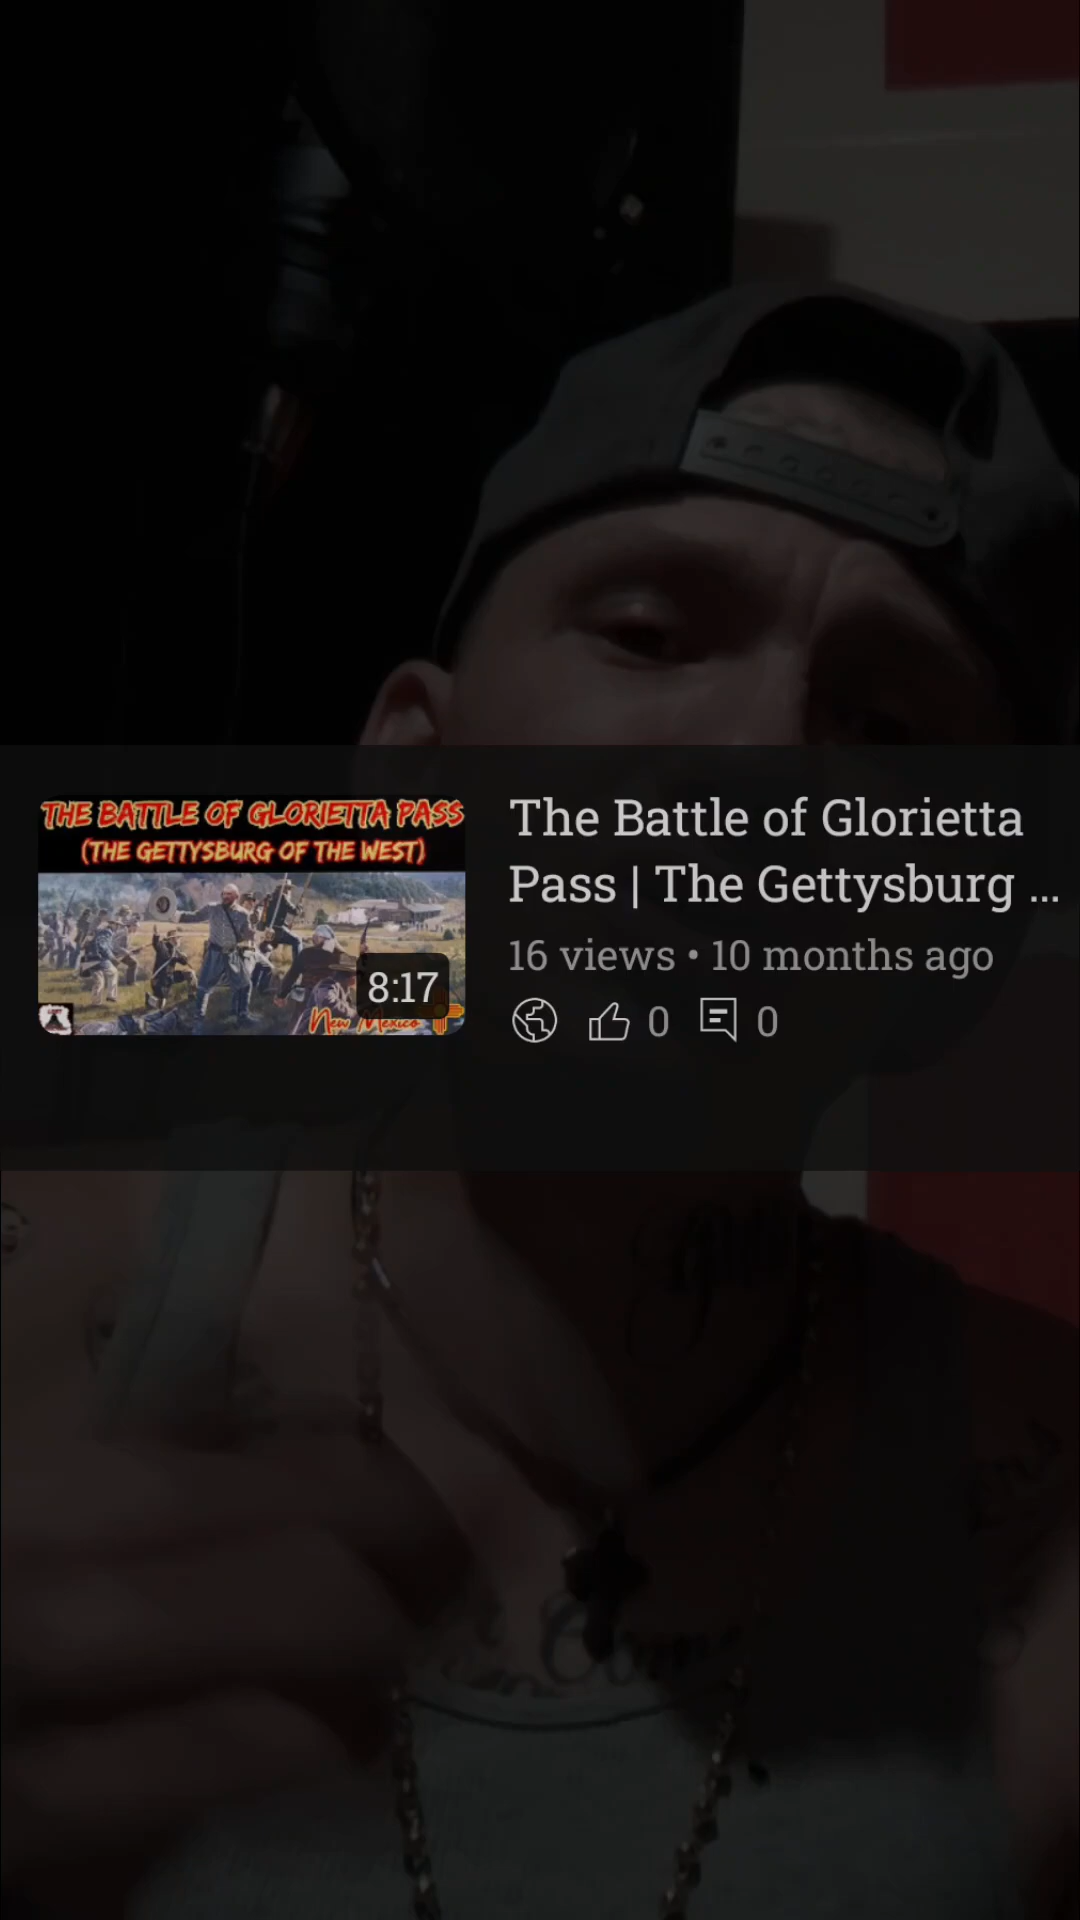 THE BATTLE OF GLORIETTA PASS
(THE GETTYSBURG OF THE WEST)
New Mexico
8:17
The Battle of Glorietta
Pass | The Gettysburg ...
16 views • 10 months ago
0 0